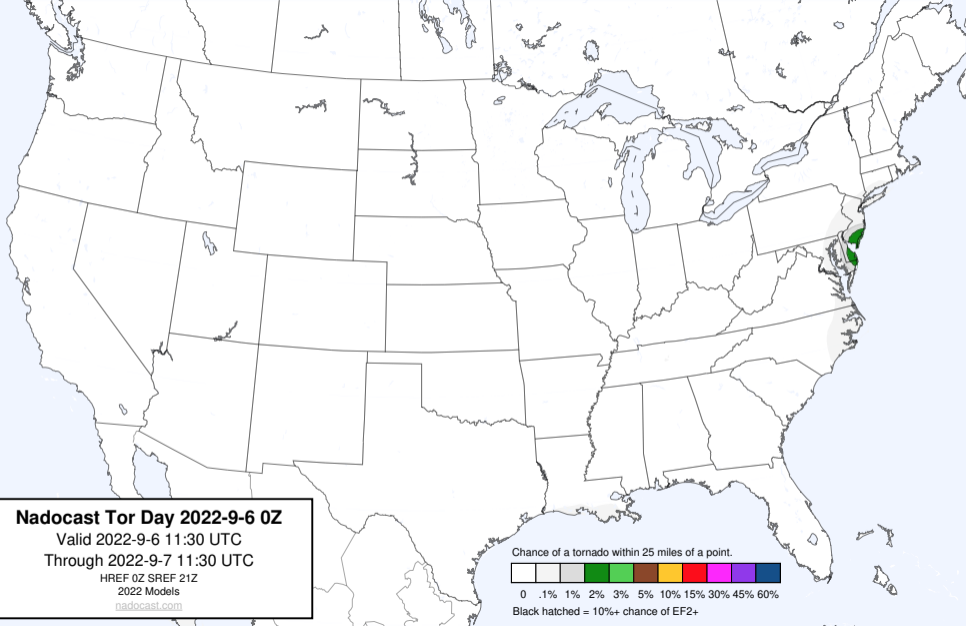 Nadocast Tor Day 2022-9-6 0Z
Valid 2022-9-6 11:30 UTC
Through 2022-9-7 11:30 UTC
HREF 0Z SREF 21Z
2022 Models
nadocast.com
Chance of a tornado within 25 miles of a point.
0 .1% 1% 2% 3% 5% 10% 15% 30% 45% 60%
Black hatched = 10%+ chance of EF2+